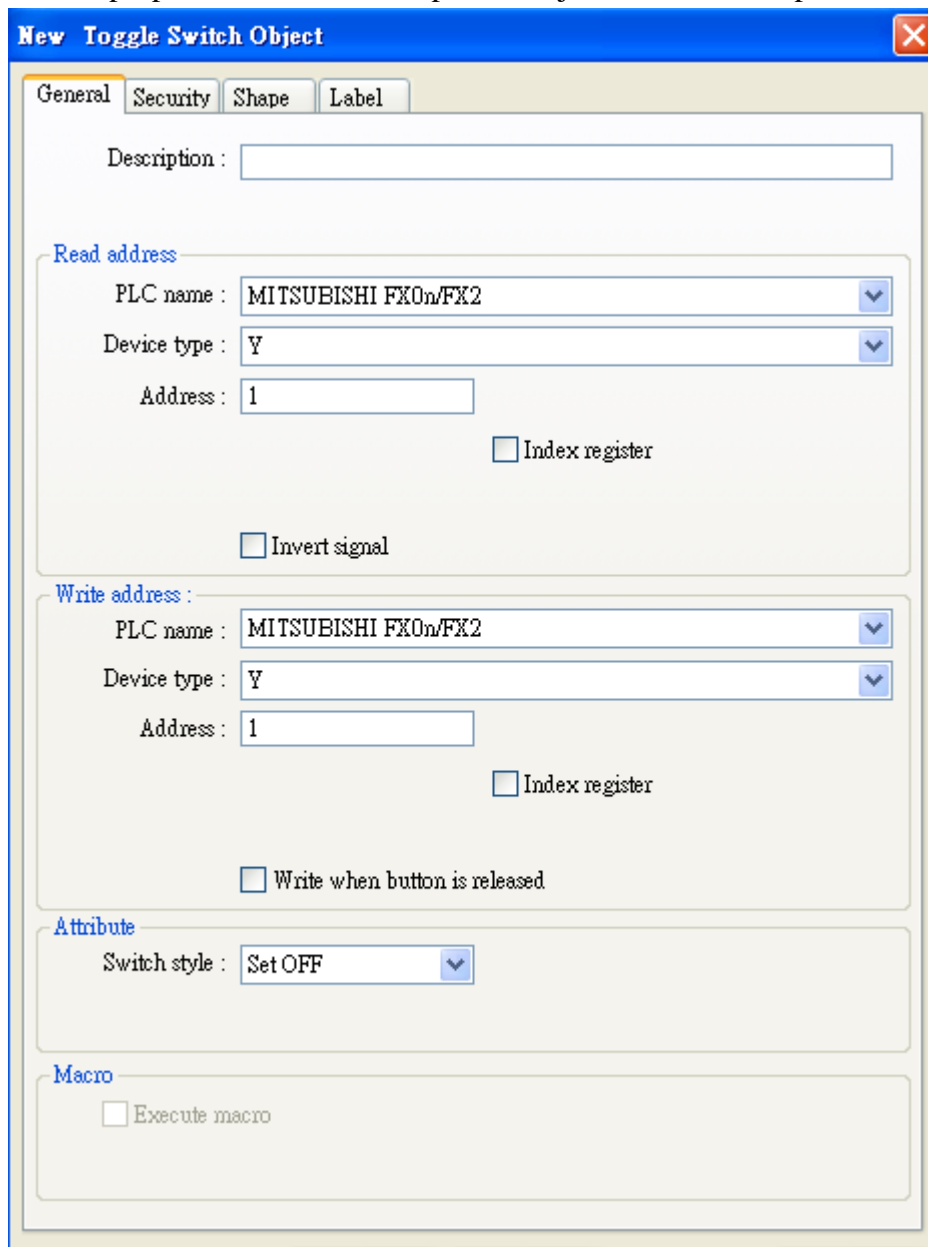 New Toggle Switch Object
General Security Shape Label
Description :
Read address
PLC name : MITSUBISHI FX0n/FX2
Device type : Y
Address : 1
Index register
Invert signal
Write address :
PLC name : MITSUBISHI FX0n/FX2
Device type : Y
Address : 1
Index register
Write when button is released
Attribute
Switch style : Set OFF
Macro
Execute macro